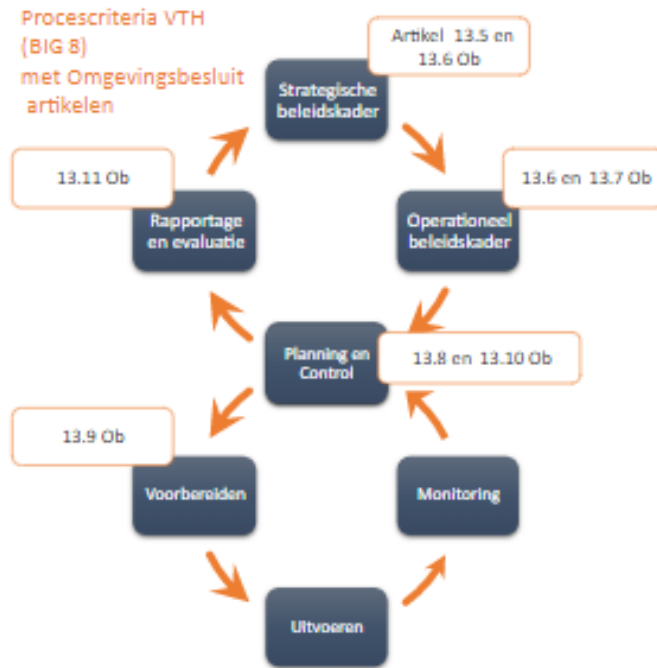 Procescriteria VTH
(BIG 8)
met Omgevingsbesluit
artikelen
Artikel 13.5 en
13.6 Ob
Strategische
beleidskader
13.11 Ob
13.6 en 13.7 Ob
Rapportage
en evaluatie
Operationeel
beleidskader
Planning en
Control
13.8 en 13.10 Ob
13.9 Ob
Voorbereiden
Monitoring
Uitvoeren